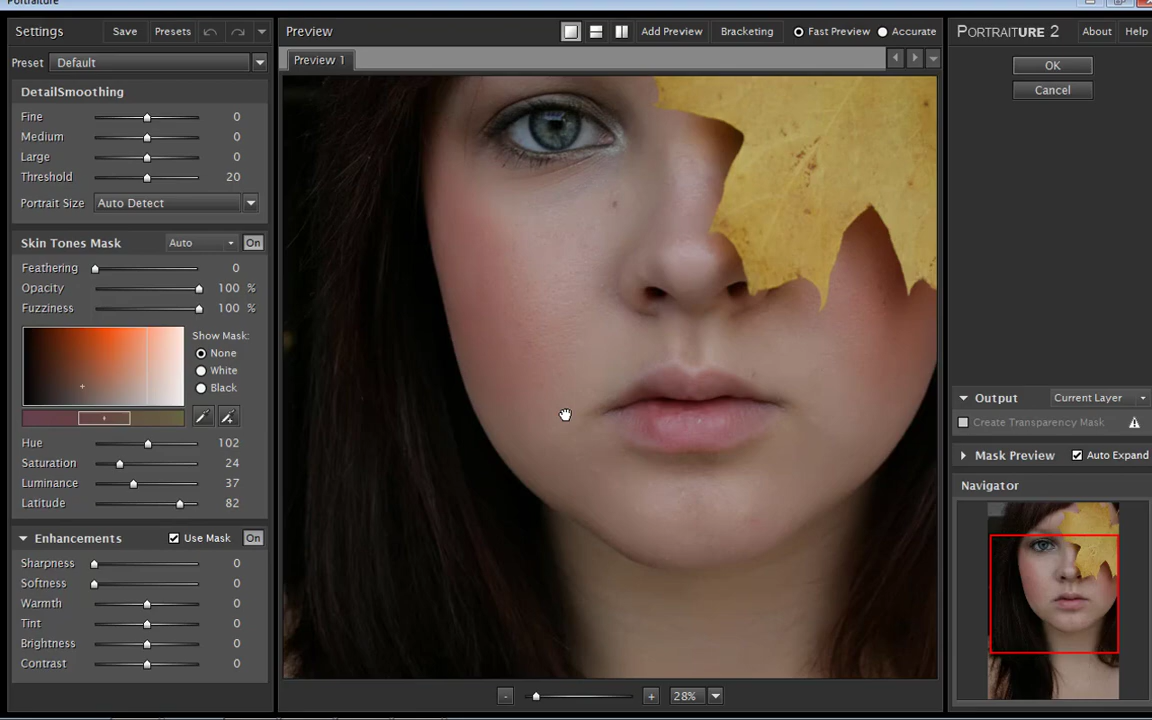 Portraiture
Settings Save Presets
Preview Add Preview Bracketing Fast Preview Accurate
PORTRAITURE 2 About Help
Preset Default
Preview 1
OK
Cancel
DetailSmoothing
Fine 0
Medium 0
Large 0
Threshold 20
Portrait Size Auto Detect
Skin Tones Mask Auto On
Feathering 0
Opacity 100 %
Fuzziness 100 %
Show Mask:
None
White
Black
Hue 102
Saturation 24
Luminance 37
Latitude 82
Enhancements Use Mask On
Sharpness 0
Softness 0
Warmth 0
Tint 0
Brightness 0
Contrast 0
Output Current Layer
Create Transparency Mask
Mask Preview Auto Expand
Navigator
- + 28%